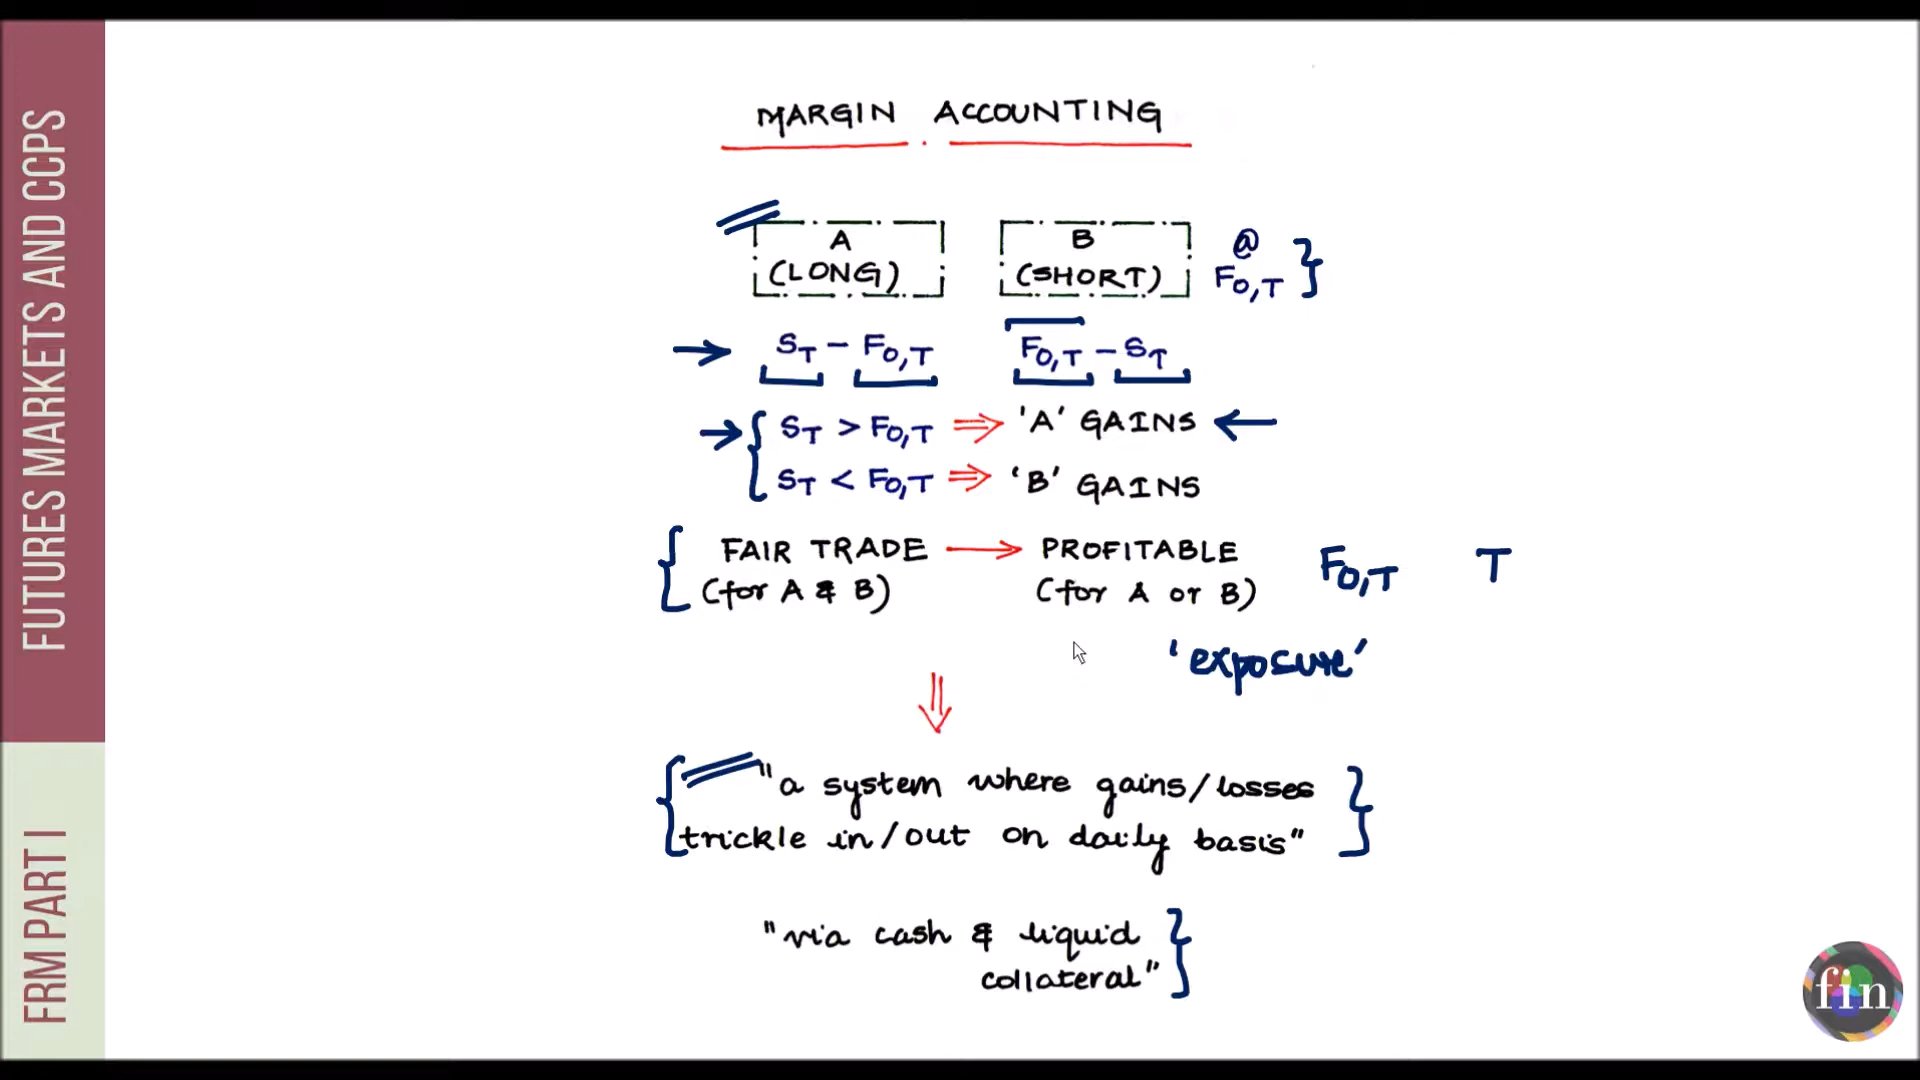 FUTURES MARKETS AND CCPS
FRM PART I
MARGIN ACCOUNTING
A
(LONG)
B
(SHORT)
@
F0,T
ST - F0,T
F0,T - ST
ST > F0,T ⇒ 'A' GAINS
ST < F0,T ⇒ 'B' GAINS
FAIR TRADE → PROFITABLE
(for A & B)
(for A or B)
F0,T T
'exposure'
"a system where gains/losses
trickle in/out on daily basis"
"via cash & liquid
collateral"
fin